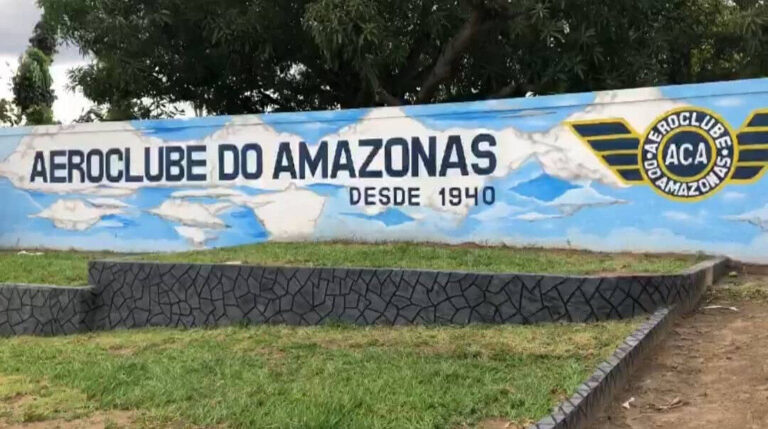 AEROCLUBE DO AMAZONAS
DESDE 1940
AEROCLUBE
ACA
DO AMAZONAS